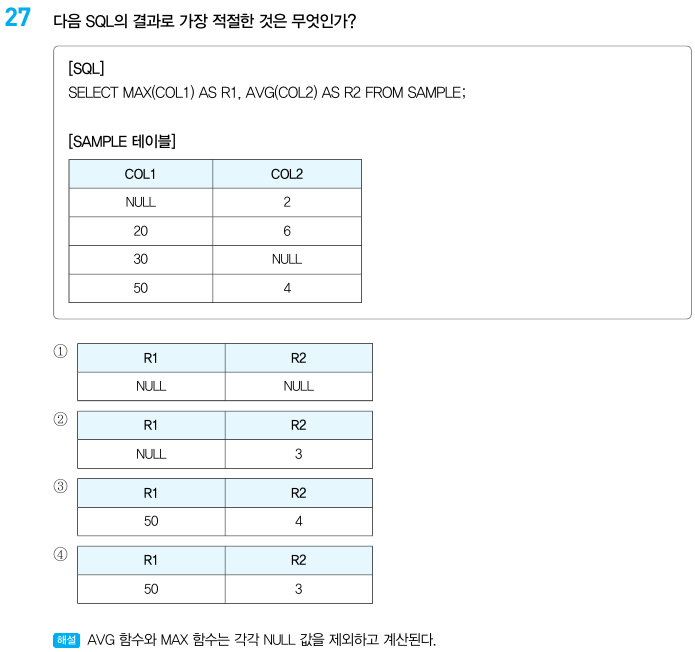 27 다음 SQL의 결과로 가장 적절한 것은 무엇인가?
[SQL]
SELECT MAX(COL1) AS R1, AVG(COL2) AS R2 FROM SAMPLE;
[SAMPLE 테이블]
COL1 COL2
NULL 2
20 6
30 NULL
50 4
① R1 R2
NULL NULL
② R1 R2
NULL 3
③ R1 R2
50 4
④ R1 R2
50 3
해설 AVG 함수와 MAX 함수는 각각 NULL 값을 제외하고 계산된다.